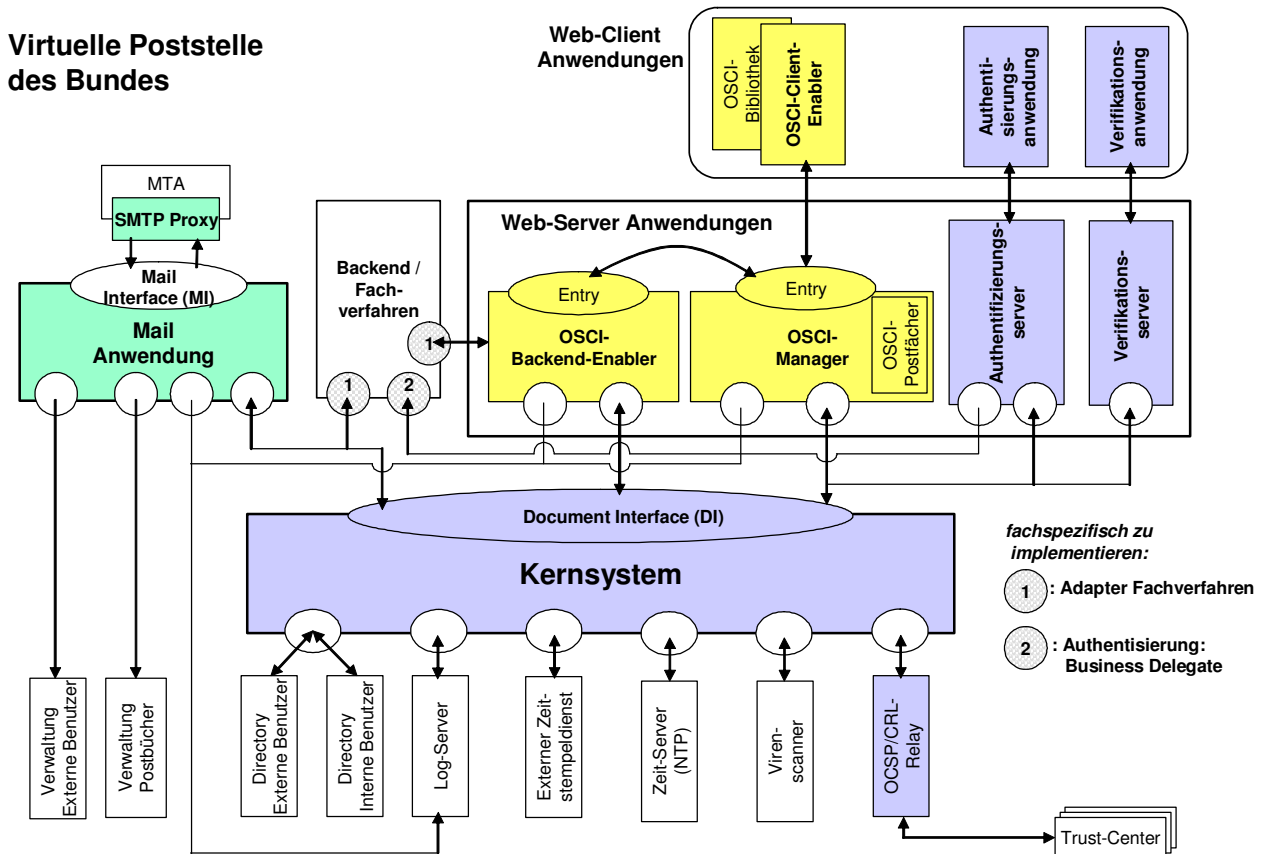 Virtuelle Poststelle
des Bundes
Web-Client
Anwendungen
OSCI-
Bibliothek
OSCI-Client-
Enabler
Authenti-
sierungs-
anwendung
Verifikations-
anwendung
MTA
SMTP Proxy
Mail
Interface (MI)
Mail
Anwendung
Backend /
Fach-
verfahren
1
1
2
Web-Server Anwendungen
Entry
OSCI-
Backend-Enabler
Entry
OSCI-
Manager
OSCI-
Postfächer
Authentifizierungs-
server
Verifikations-
server
Document Interface (DI)
Kernsystem
fachspezifisch zu
implementieren:
1 : Adapter Fachverfahren
2 : Authentisierung:
Business Delegate
Verwaltung
Externe Benutzer
Verwaltung
Postbücher
Directory
Externe Benutzer
Directory
Interne Benutzer
Log-Server
Externer Zeit-
stempeldienst
Zeit-Server
(NTP)
Viren-
scanner
OCSP/CRL-
Relay
Trust-Center